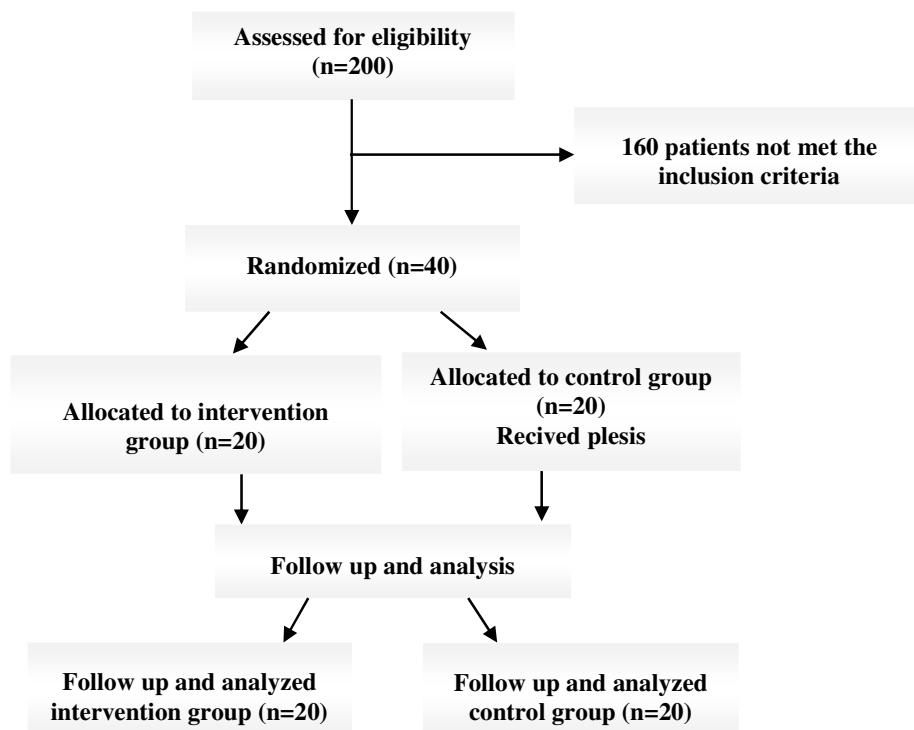 Assessed for eligibility
(n=200)
160 patients not met the
inclusion criteria
Randomized (n=40)
Allocated to intervention
group (n=20)
Allocated to control group
(n=20)
Recived plesis
Follow up and analysis
Follow up and analyzed
intervention group (n=20)
Follow up and analyzed
control group (n=20)